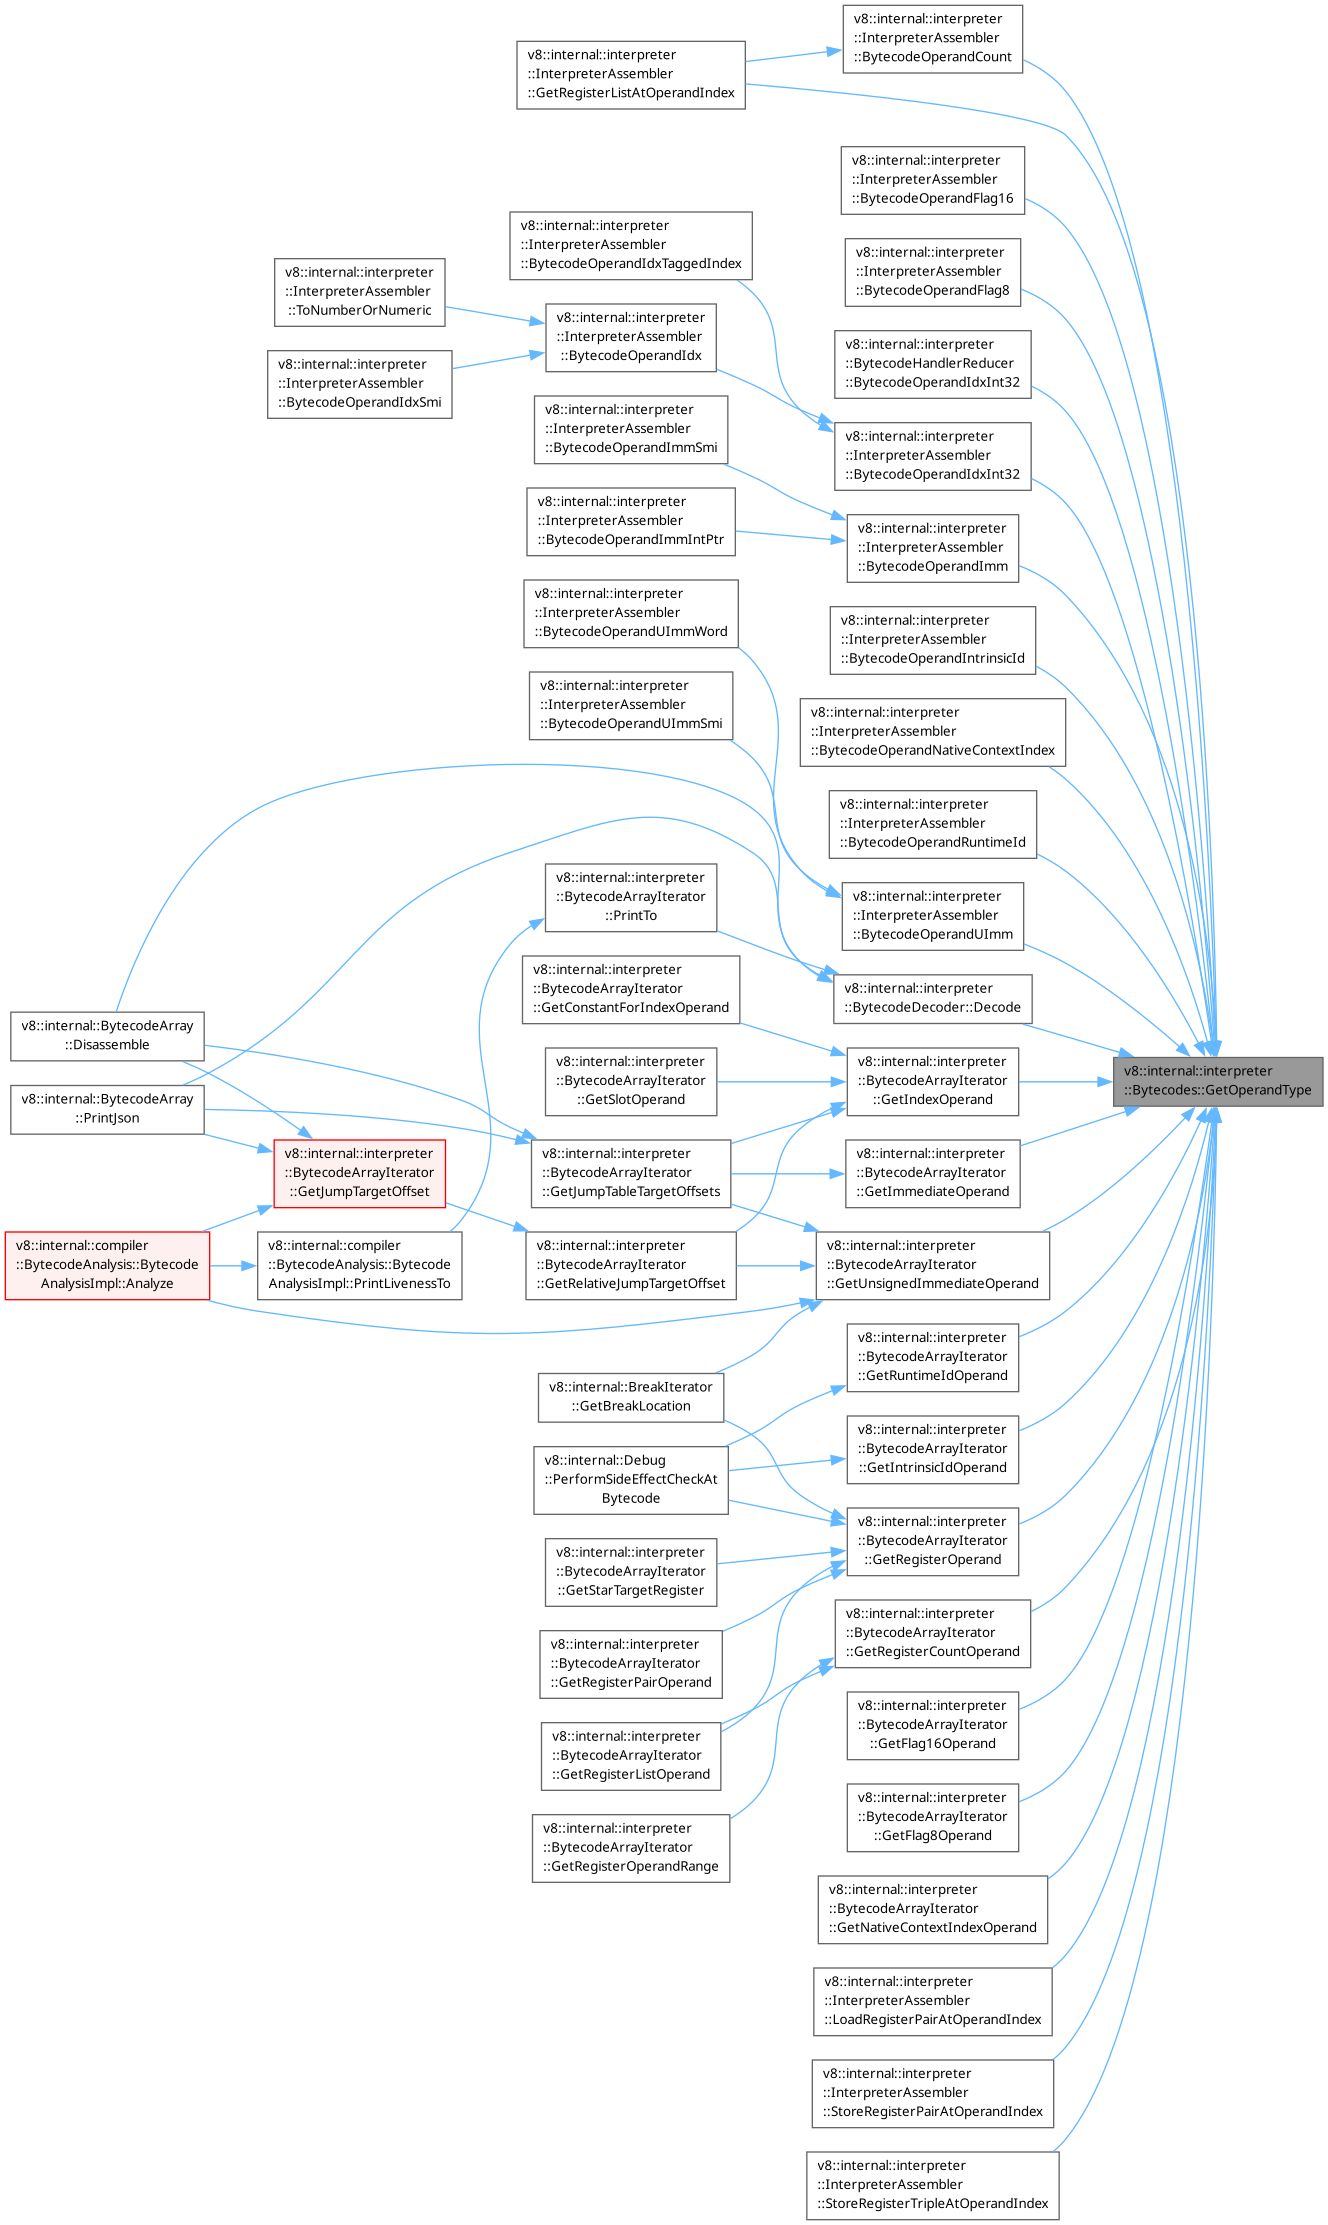 v8::internal::interpreter
::InterpreterAssembler
::BytecodeOperandCount
v8::internal::interpreter
::InterpreterAssembler
::GetRegisterListAtOperandIndex
v8::internal::interpreter
::InterpreterAssembler
::BytecodeOperandFlag16
v8::internal::interpreter
::InterpreterAssembler
::BytecodeOperandIdxTaggedIndex
v8::internal::interpreter
::InterpreterAssembler
::BytecodeOperandFlag8
v8::internal::interpreter
::InterpreterAssembler
::ToNumberOrNumeric
v8::internal::interpreter
::InterpreterAssembler
::BytecodeOperandIdx
v8::internal::interpreter
::BytecodeHandlerReducer
::BytecodeOperandIdxInt32
v8::internal::interpreter
::InterpreterAssembler
::BytecodeOperandIdxSmi
v8::internal::interpreter
::InterpreterAssembler
::BytecodeOperandImmSmi
v8::internal::interpreter
::InterpreterAssembler
::BytecodeOperandIdxInt32
v8::internal::interpreter
::InterpreterAssembler
::BytecodeOperandImmIntPtr
v8::internal::interpreter
::InterpreterAssembler
::BytecodeOperandImm
v8::internal::interpreter
::InterpreterAssembler
::BytecodeOperandUImmWord
v8::internal::interpreter
::InterpreterAssembler
::BytecodeOperandIntrinsicId
v8::internal::interpreter
::InterpreterAssembler
::BytecodeOperandUImmSmi
v8::internal::interpreter
::InterpreterAssembler
::BytecodeOperandNativeContextIndex
v8::internal::interpreter
::InterpreterAssembler
::BytecodeOperandRuntimeId
v8::internal::interpreter
::BytecodeArrayIterator
::PrintTo
v8::internal::interpreter
::InterpreterAssembler
::BytecodeOperandUImm
v8::internal::interpreter
::BytecodeArrayIterator
::GetConstantForIndexOperand
v8::internal::interpreter
::BytecodeDecoder::Decode
v8::internal::BytecodeArray
::Disassemble
v8::internal::interpreter
::BytecodeArrayIterator
::GetSlotOperand
v8::internal::interpreter
::BytecodeArrayIterator
::GetIndexOperand
v8::internal::interpreter
::Bytecodes::GetOperandType
v8::internal::BytecodeArray
::PrintJson
v8::internal::interpreter
::BytecodeArrayIterator
::GetJumpTargetOffset
v8::internal::interpreter
::BytecodeArrayIterator
::GetJumpTableTargetOffsets
v8::internal::interpreter
::BytecodeArrayIterator
::GetImmediateOperand
v8::internal::compiler
::BytecodeAnalysis::Bytecode
AnalysisImpl::Analyze
v8::internal::compiler
::BytecodeAnalysis::Bytecode
AnalysisImpl::PrintLivenessTo
v8::internal::interpreter
::BytecodeArrayIterator
::GetRelativeJumpTargetOffset
v8::internal::interpreter
::BytecodeArrayIterator
::GetUnsignedImmediateOperand
v8::internal::interpreter
::BytecodeArrayIterator
::GetRuntimeIdOperand
v8::internal::BreakIterator
::GetBreakLocation
v8::internal::interpreter
::BytecodeArrayIterator
::GetIntrinsicIdOperand
v8::internal::Debug
::PerformSideEffectCheckAt
Bytecode
v8::internal::interpreter
::BytecodeArrayIterator
::GetRegisterOperand
v8::internal::interpreter
::BytecodeArrayIterator
::GetStarTargetRegister
v8::internal::interpreter
::BytecodeArrayIterator
::GetRegisterCountOperand
v8::internal::interpreter
::BytecodeArrayIterator
::GetRegisterPairOperand
v8::internal::interpreter
::BytecodeArrayIterator
::GetFlag16Operand
v8::internal::interpreter
::BytecodeArrayIterator
::GetRegisterListOperand
v8::internal::interpreter
::BytecodeArrayIterator
::GetFlag8Operand
v8::internal::interpreter
::BytecodeArrayIterator
::GetRegisterOperandRange
v8::internal::interpreter
::BytecodeArrayIterator
::GetNativeContextIndexOperand
v8::internal::interpreter
::InterpreterAssembler
::LoadRegisterPairAtOperandIndex
v8::internal::interpreter
::InterpreterAssembler
::StoreRegisterPairAtOperandIndex
v8::internal::interpreter
::InterpreterAssembler
::StoreRegisterTripleAtOperandIndex